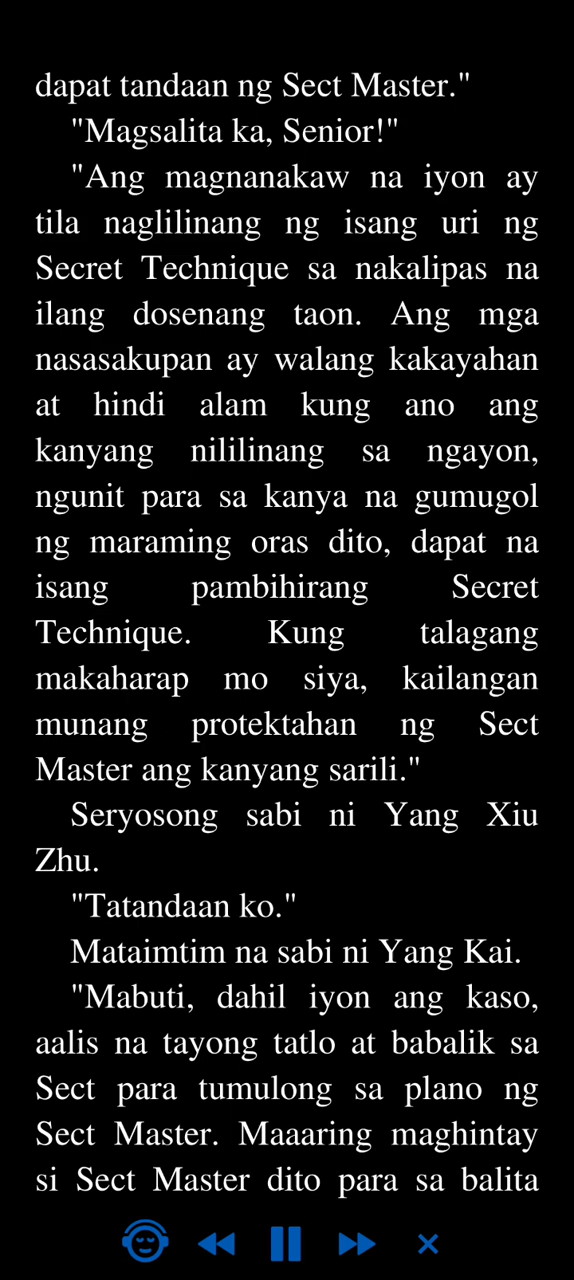 dapat tandaan ng Sect Master."
"Magsalita ka, Senior!"
"Ang magnanakaw na iyon ay
tila naglilinang ng isang uri ng
Secret Technique sa nakalipas na
ilang dosenang taon. Ang mga
nasasakupan ay walang kakayahan
at hindi alam kung ano ang
kanyang nililinang sa ngayon,
ngunit para sa kanya na gumugol
ng maraming oras dito, dapat na
isang pambihirang Secret
Technique. Kung talagang
makaharap mo siya, kailangan
munang protektahan ng Sect
Master ang kanyang sarili."
Seryosong sabi ni Yang Xiu
Zhu.
"Tatandaan ko."
Mataimtim na sabi ni Yang Kai.
"Mabuti, dahil iyon ang kaso,
aalis na tayong tatlo at babalik sa
Sect para tumulong sa plano ng
Sect Master. Maaaring maghintay
si Sect Master dito para sa balita